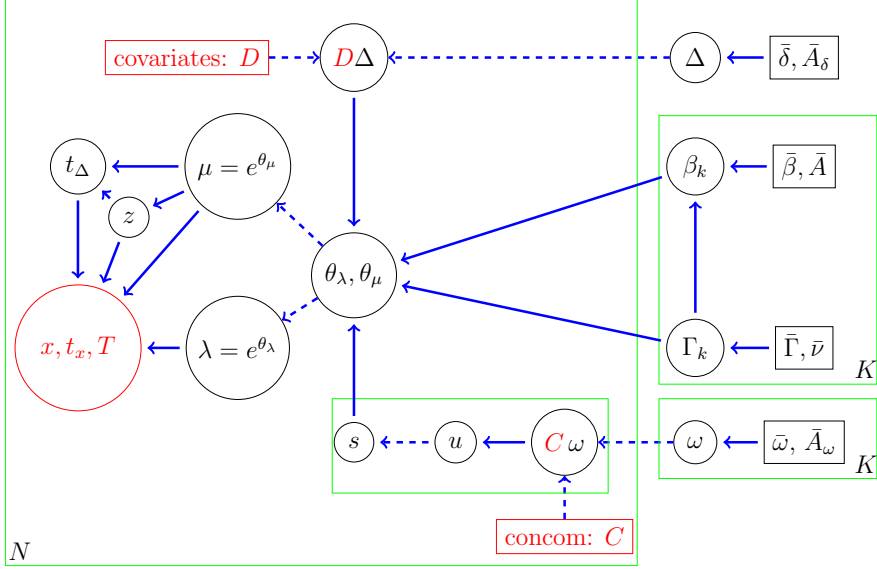 covariates: D
DΔ
Δ
δ̄, Ā_δ
t_Δ
μ = e^{θ_μ}
β_k
β̄, Ā
z
θ_λ, θ_μ
x, t_x, T
λ = e^{θ_λ}
Γ_k
Γ̄, ν̄
K
s
u
C ω
ω
ω̄, Ā_ω
K
concom: C
N